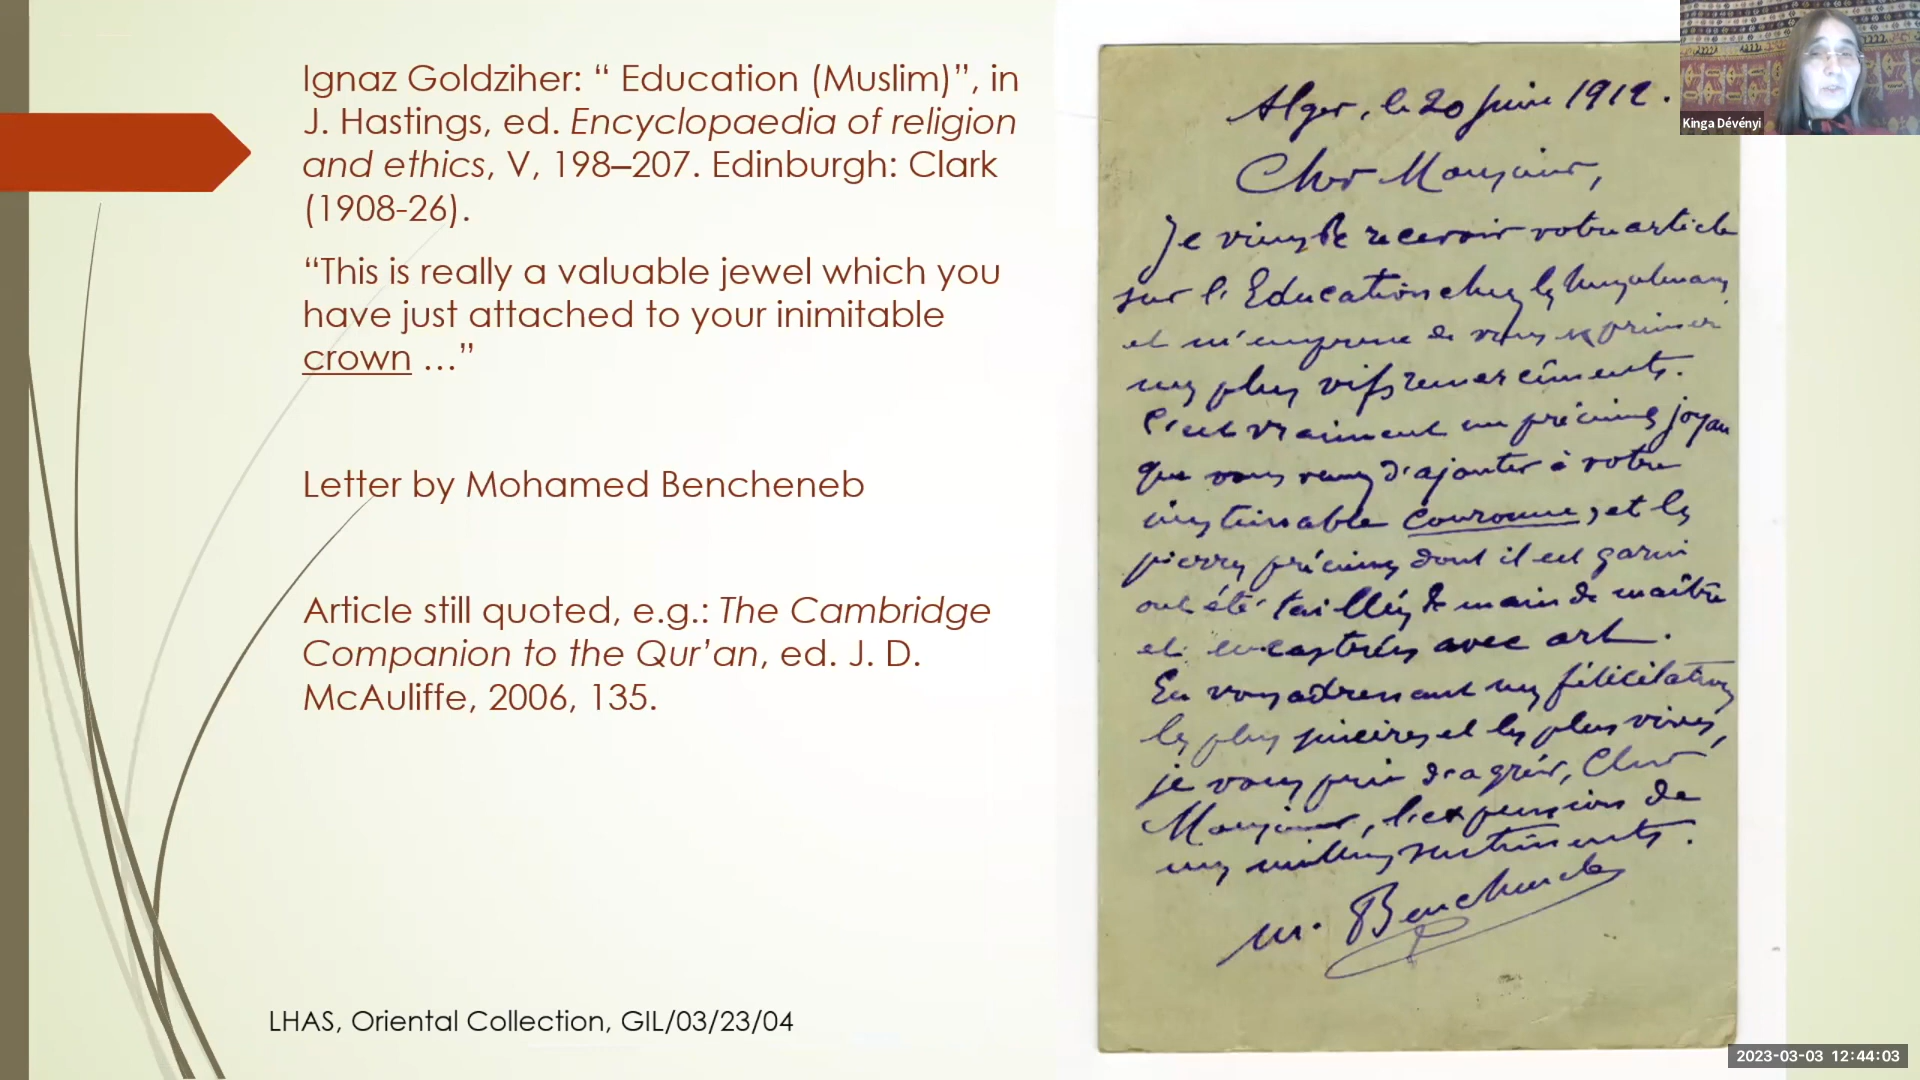 Ignaz Goldziher: “ Education (Muslim)”, in
J. Hastings, ed. Encyclopaedia of religion
and ethics, V, 198–207. Edinburgh: Clark
(1908-26).
“This is really a valuable jewel which you
have just attached to your inimitable
crown …”
Letter by Mohamed Bencheneb
Article still quoted, e.g.: The Cambridge
Companion to the Qur’an, ed. J. D.
McAuliffe, 2006, 135.
LHAS, Oriental Collection, GIL/03/23/04
Alger, le 20 juin 1912.
Cher Monsieur,
Je viens de recevoir votre article
sur l'Education chez les Musulmans
et m'empresse de vous exprimer
mes plus vifs remerciements.
C'est vraiment un précieux joyau
que vous venez d'ajouter à votre
couronne, et les
pierres précieuses dont il est garni
ont été taillées de main de maître
et encastrées avec art.
En vous adressant mes félicitations
les plus sincères et les plus vives,
je vous prie d'agréer, Cher
Monsieur, l'expression de
mes meilleurs sentiments.
M. Bencheneb
Kinga Dévényi
2023-03-03 12:44:03